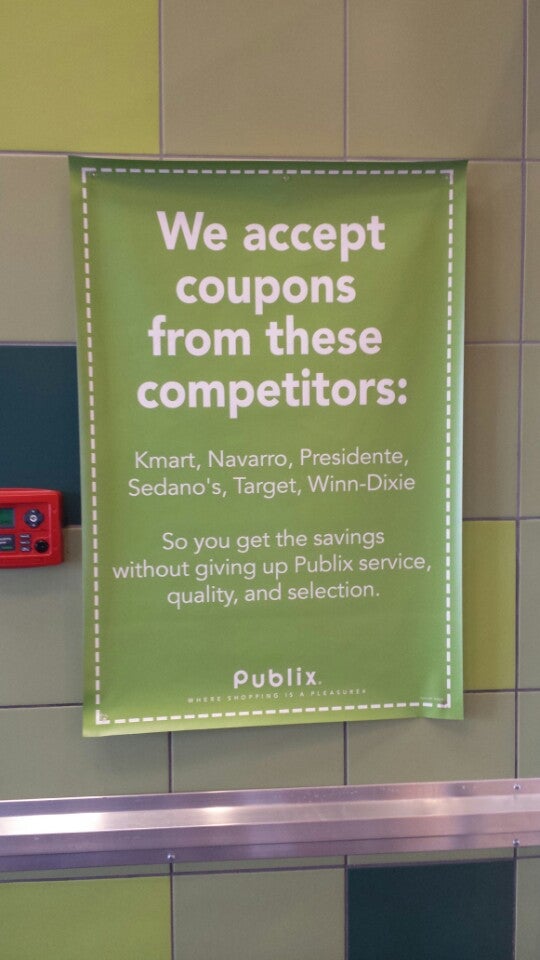 We accept
coupons
from these
competitors:
Kmart, Navarro, Presidente,
Sedano's, Target, Winn-Dixie
So you get the savings
without giving up Publix service,
quality, and selection.
Publix.
WHERE SHOPPING IS A PLEASURE®